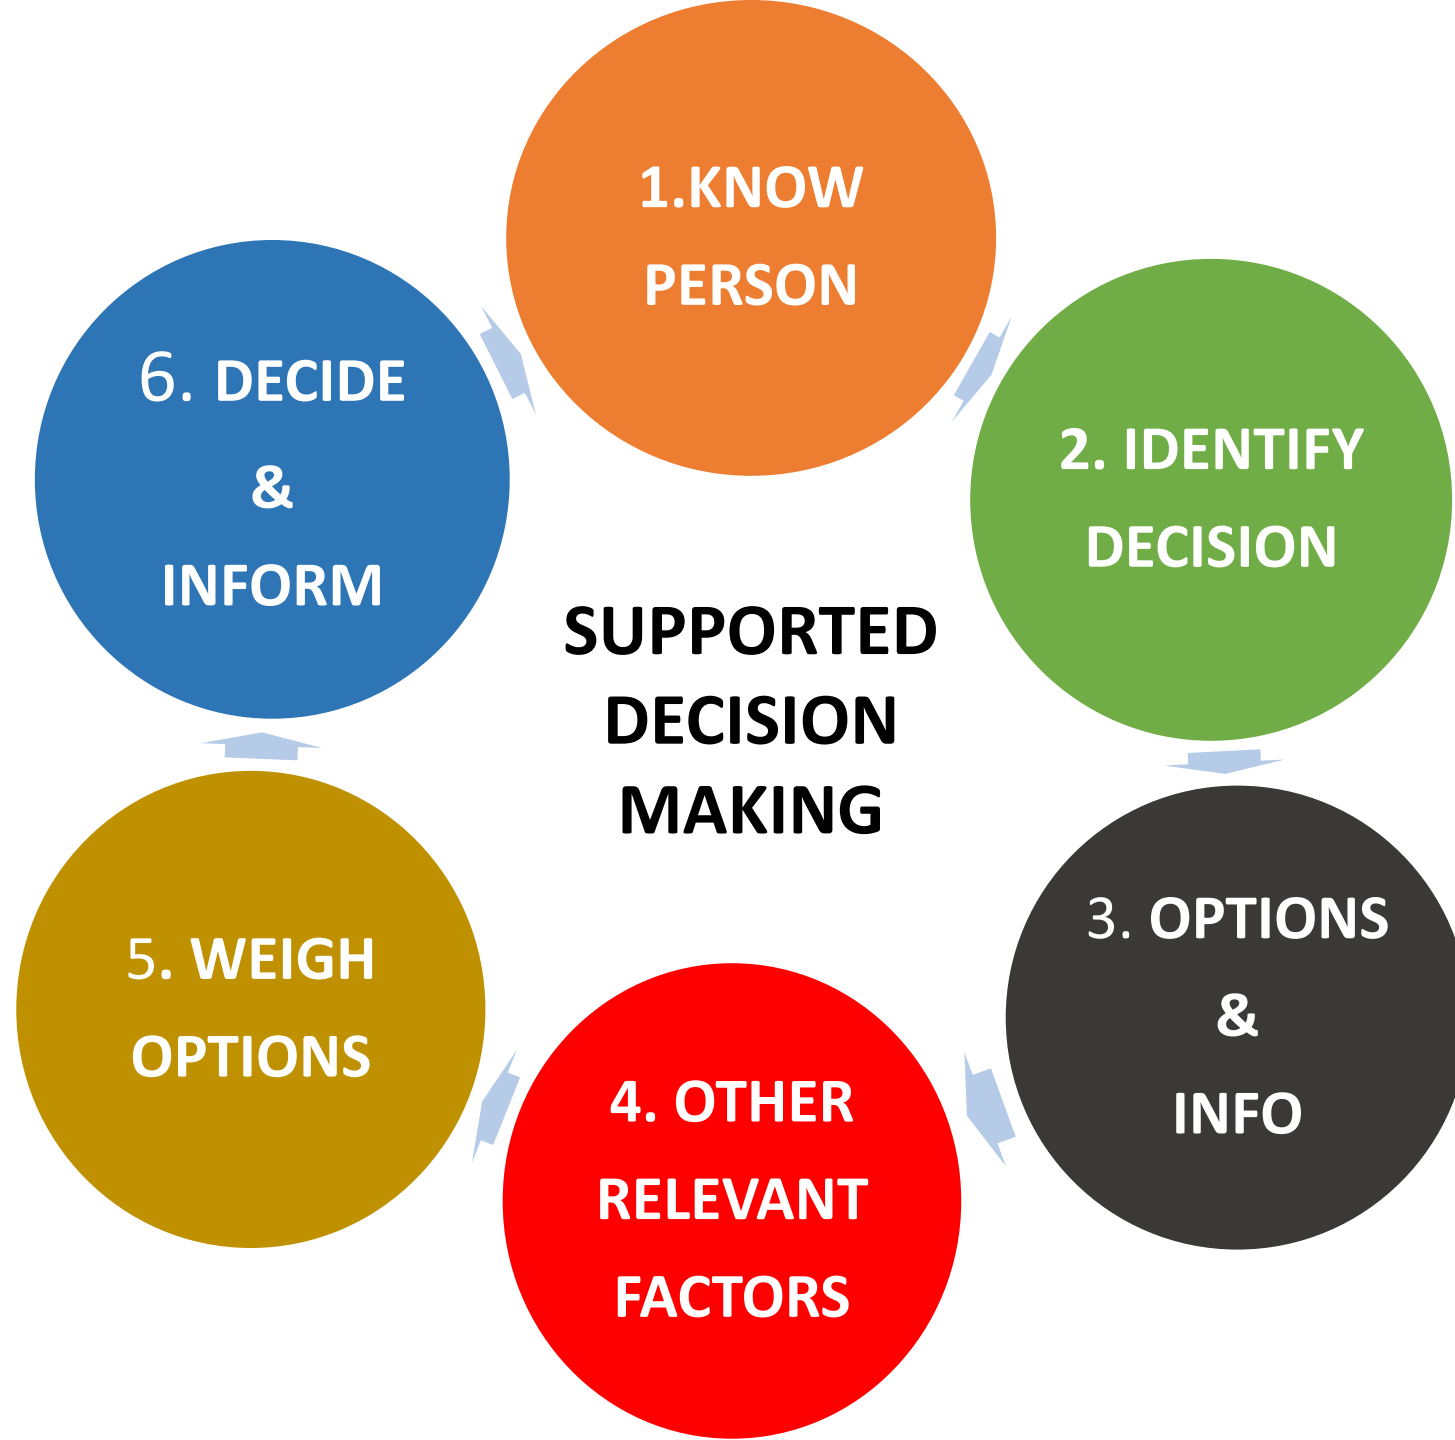 1.KNOW
PERSON
2. IDENTIFY
DECISION
3. OPTIONS
&
INFO
4. OTHER
RELEVANT
FACTORS
5. WEIGH
OPTIONS
6. DECIDE
&
INFORM
SUPPORTED
DECISION
MAKING